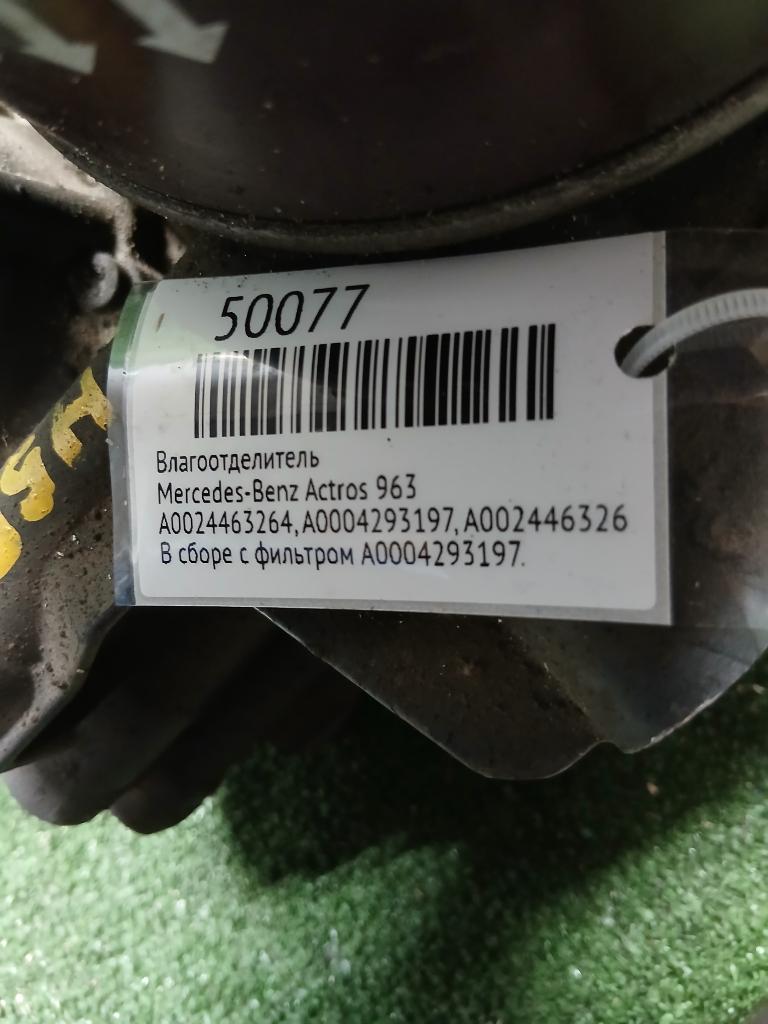 50077
Влагоотделитель
Mercedes-Benz Actros 963
A0024463264, A0004293197, A002446326
В сборе с фильтром A0004293197.